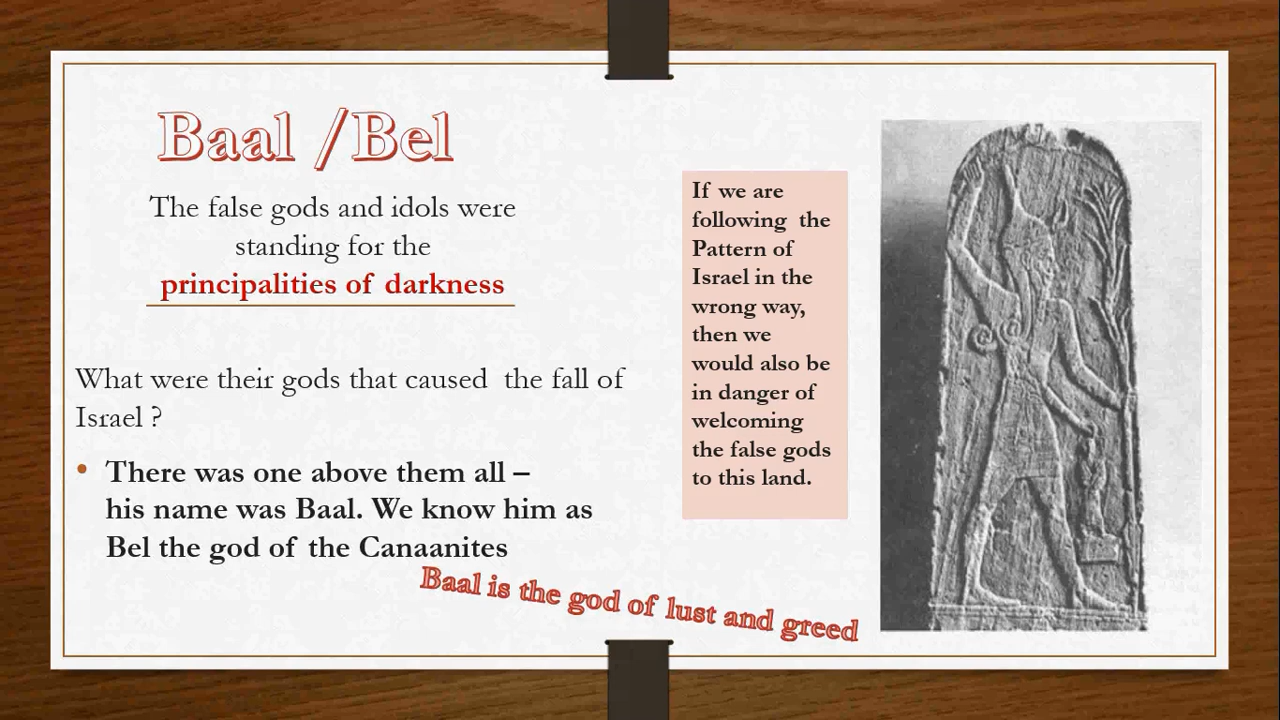 Baal /Bel
The false gods and idols were
standing for the
principalities of darkness
What were their gods that caused the fall of
Israel ?
• There was one above them all –
his name was Baal. We know him as
Bel the god of the Canaanites
Baal is the god of lust and greed
If we are
following the
Pattern of
Israel in the
wrong way,
then we
would also be
in danger of
welcoming
the false gods
to this land.